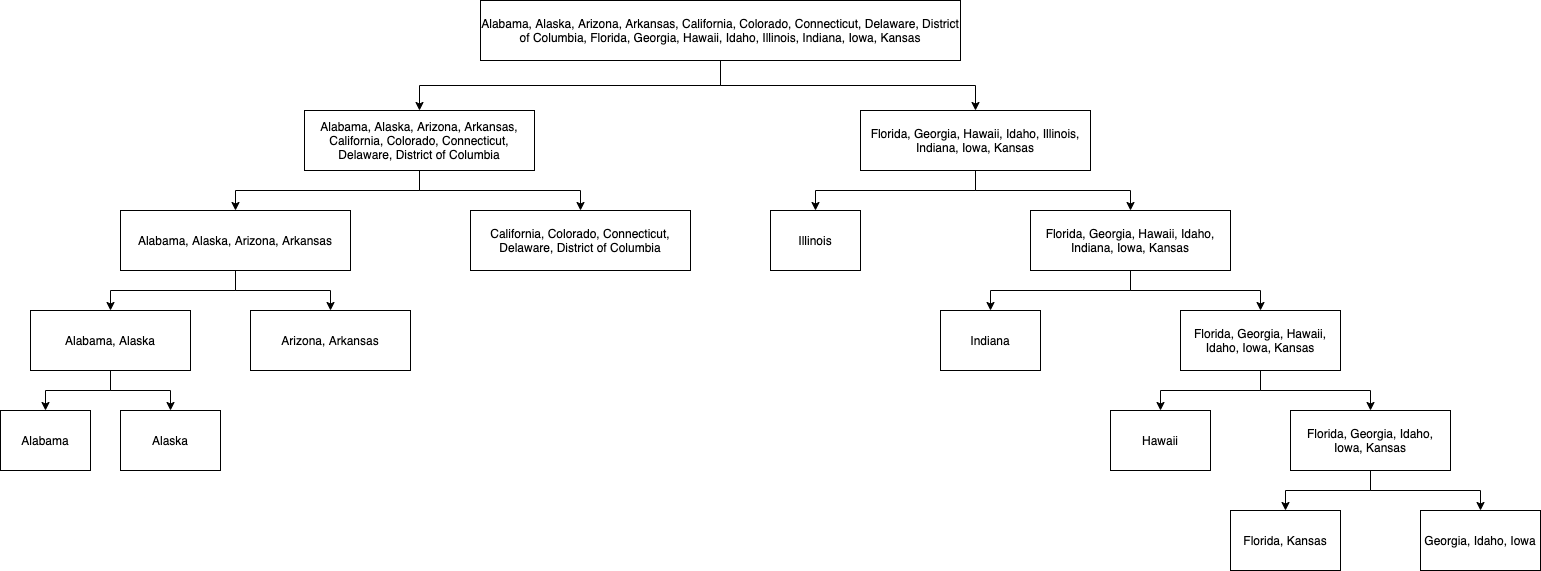 Alabama, Alaska, Arizona, Arkansas, California, Colorado, Connecticut, Delaware, District
of Columbia, Florida, Georgia, Hawaii, Idaho, Illinois, Indiana, Iowa, Kansas
Alabama, Alaska, Arizona, Arkansas,
California, Colorado, Connecticut,
Delaware, District of Columbia
Florida, Georgia, Hawaii, Idaho, Illinois,
Indiana, Iowa, Kansas
Alabama, Alaska, Arizona, Arkansas
California, Colorado, Connecticut,
Delaware, District of Columbia
Illinois
Florida, Georgia, Hawaii, Idaho,
Indiana, Iowa, Kansas
Alabama, Alaska
Arizona, Arkansas
Indiana
Florida, Georgia, Hawaii,
Idaho, Iowa, Kansas
Alabama
Alaska
Hawaii
Florida, Georgia, Idaho,
Iowa, Kansas
Florida, Kansas
Georgia, Idaho, Iowa